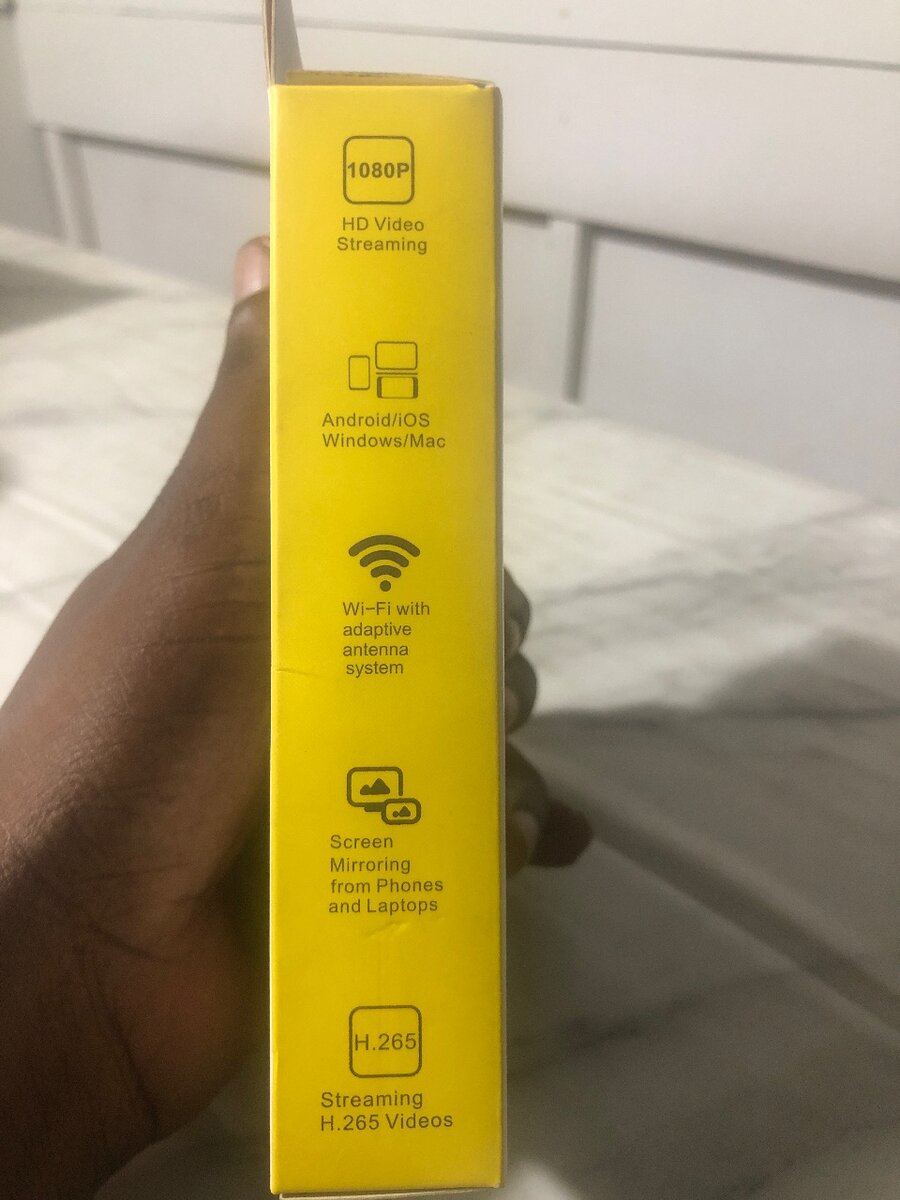 1080P
HD Video
Streaming
Android/iOS
Windows/Mac
Wi-Fi with
adaptive
antenna
system
Screen
Mirroring
from Phones
and Laptops
H.265
Streaming
H.265 Videos